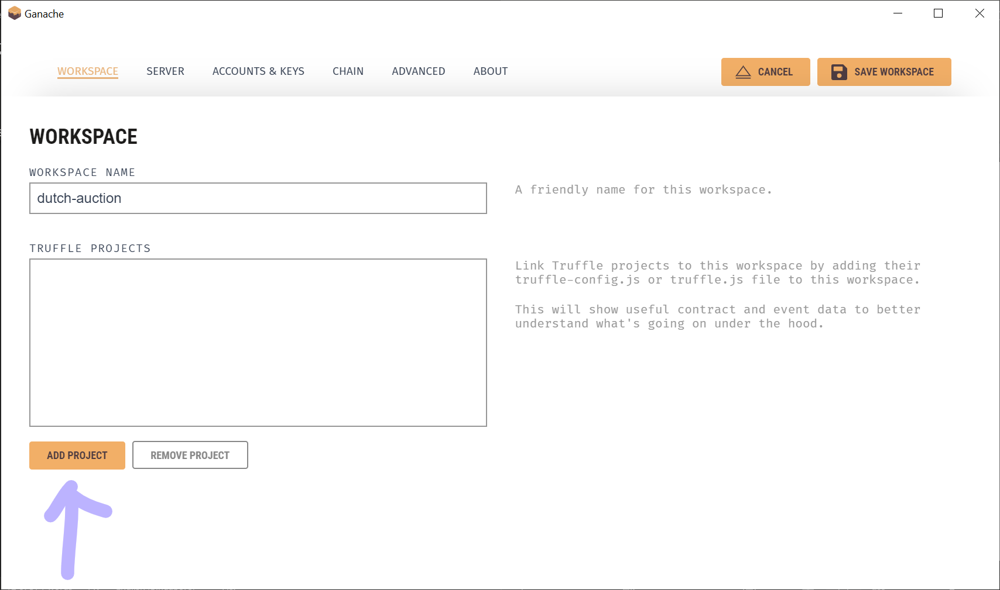 Ganache
WORKSPACE SERVER ACCOUNTS & KEYS CHAIN ADVANCED ABOUT CANCEL SAVE WORKSPACE
WORKSPACE
WORKSPACE NAME
dutch-auction
A friendly name for this workspace.
TRUFFLE PROJECTS
Link Truffle projects to this workspace by adding their
truffle-config.js or truffle.js file to this workspace.
This will show useful contract and event data to better
understand what's going on under the hood.
ADD PROJECT REMOVE PROJECT